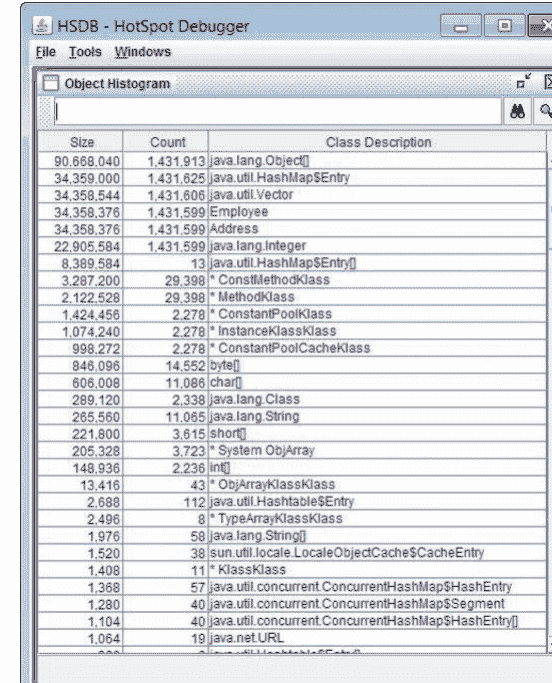 HSDB - HotSpot Debugger
File Tools Windows
Object Histogram
Size Count Class Description
90,668,040 1,431,913 java.lang.Object[]
34,359,000 1,431,625 java.util.HashMap$Entry
34,358,544 1,431,606 java.util.Vector
34,358,376 1,431,599 Employee
34,358,376 1,431,599 Address
22,905,584 1,431,599 java.lang.Integer
8,389,584 13 java.util.HashMap$Entry[]
3,287,200 29,398 * ConstMethodKlass
2,122,528 29,398 * MethodKlass
1,424,456 2,278 * ConstantPoolKlass
1,074,240 2,278 * InstanceKlassKlass
998,272 2,278 * ConstantPoolCacheKlass
846,096 14,552 byte[]
606,008 11,086 char[]
289,120 2,338 java.lang.Class
265,560 11,065 java.lang.String
221,800 3,615 short[]
205,328 3,723 * System ObjArray
148,936 2,236 int[]
13,416 43 * ObjArrayKlassKlass
2,688 112 java.util.Hashtable$Entry
2,496 8 * TypeArrayKlassKlass
1,976 58 java.lang.String[]
1,520 38 sun.util.locale.LocaleObjectCache$CacheEntry
1,408 11 * KlassKlass
1,368 57 java.util.concurrent.ConcurrentHashMap$HashEntry
1,280 40 java.util.concurrent.ConcurrentHashMap$Segment
1,104 40 java.util.concurrent.ConcurrentHashMap$HashEntry[]
1,064 19 java.net.URL